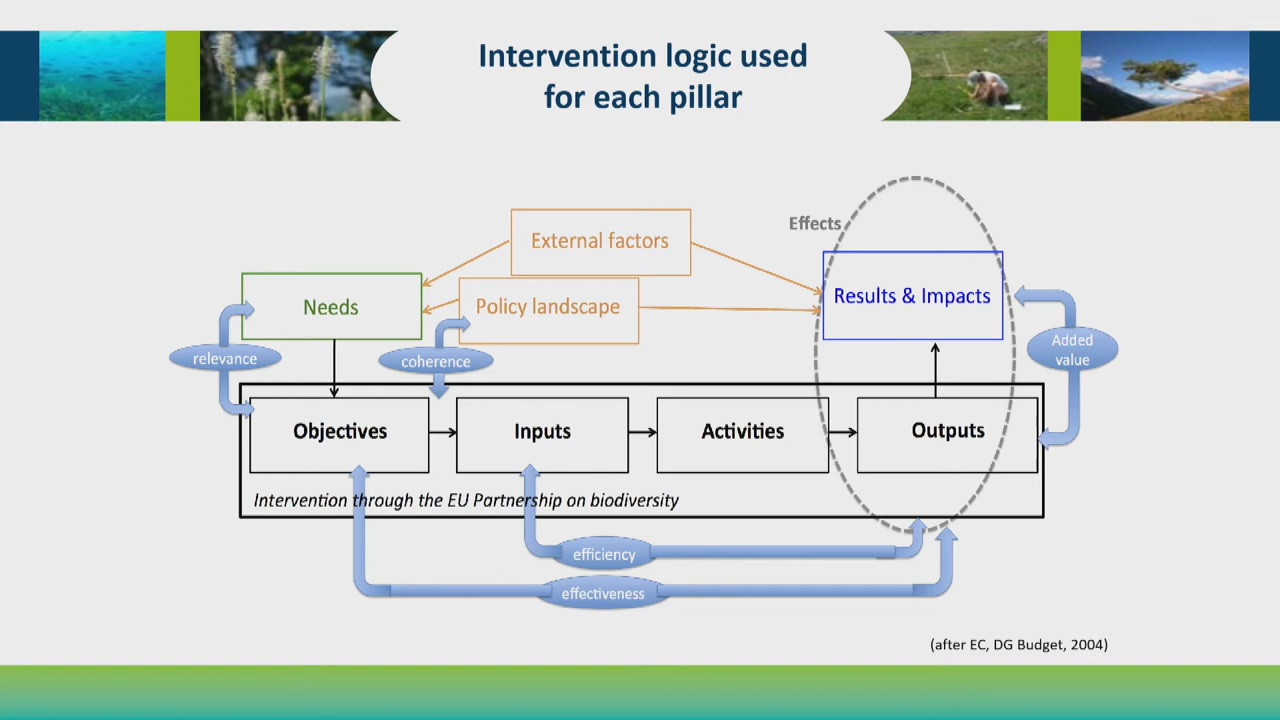 Intervention logic used
for each pillar
Effects
External factors
Needs
Policy landscape
Results & Impacts
relevance
coherence
Added
value
Objectives
Inputs
Activities
Outputs
Intervention through the EU Partnership on biodiversity
efficiency
effectiveness
(after EC, DG Budget, 2004)